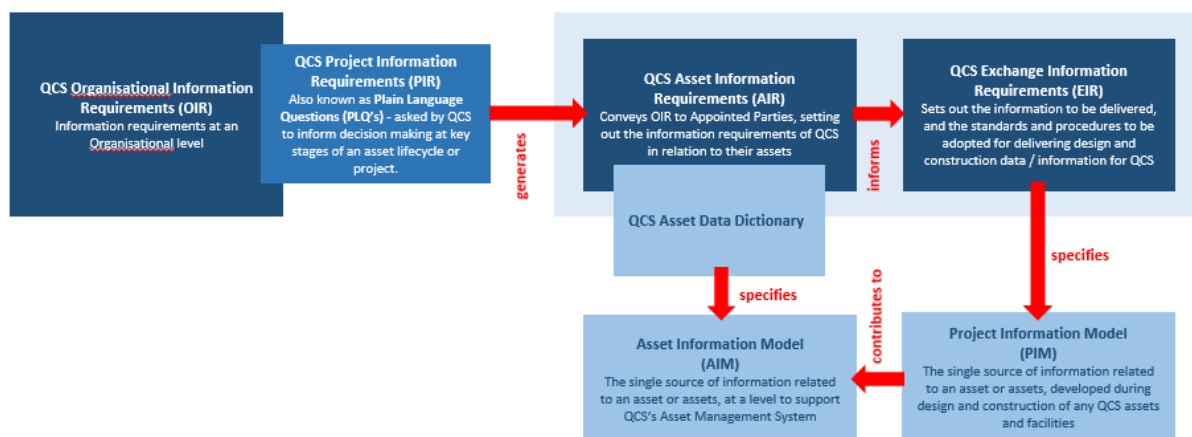 QCS Organisational Information
Requirements (OIR)
Information requirements at an
Organisational level
QCS Project Information
Requirements (PIR)
Also known as Plain Language
Questions (PLQ's) - asked by QCS
to inform decision making at key
stages of an asset lifecycle or
project.
generates
QCS Asset Information
Requirements (AIR)
Conveys OIR to Appointed Parties, setting
out the information requirements of QCS
in relation to their assets
informs
QCS Exchange Information
Requirements (EIR)
Sets out the information to be delivered,
and the standards and procedures to be
adopted for delivering design and
construction data / information for QCS
QCS Asset Data Dictionary
specifies
specifies
contributes to
Asset Information Model
(AIM)
The single source of information related
to an asset or assets, at a level to support
QCS's Asset Management System
Project Information Model
(PIM)
The single source of information related
to an asset or assets, developed during
design and construction of any QCS assets
and facilities